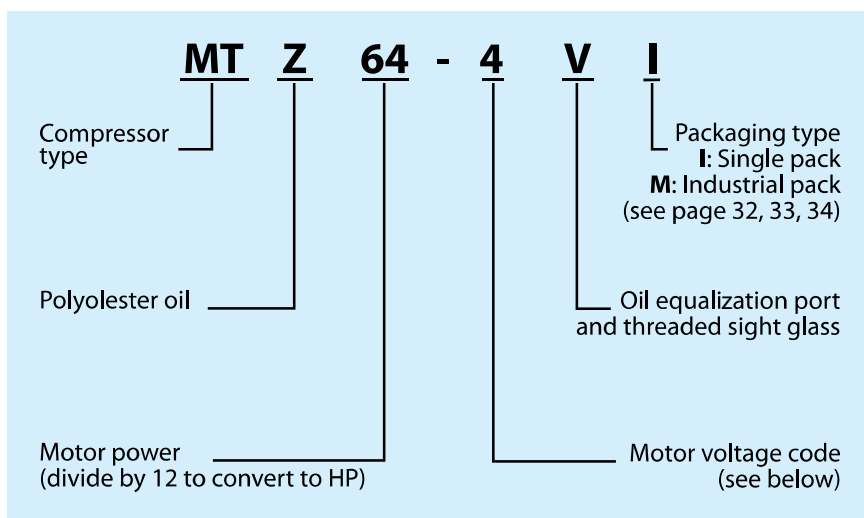 MT Z 64 - 4 V I
Compressor
type
Packaging type
I: Single pack
M: Industrial pack
(see page 32, 33, 34)
Polyolester oil
Oil equalization port
and threaded sight glass
Motor power
(divide by 12 to convert to HP)
Motor voltage code
(see below)